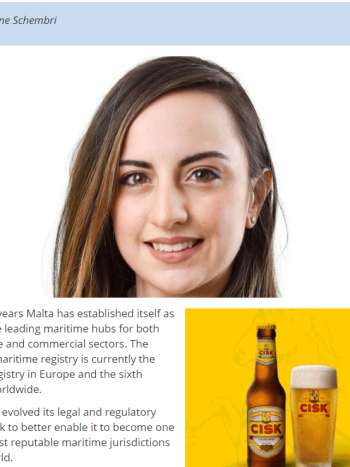 ne Schembri
years Malta has established itself as
e leading maritime hubs for both
e and commercial sectors. The
maritime registry is currently the
gistry in Europe and the sixth
orldwide.
evolved its legal and regulatory
k to better enable it to become one
st reputable maritime jurisdictions
rld.
CISK
CISK
CISK